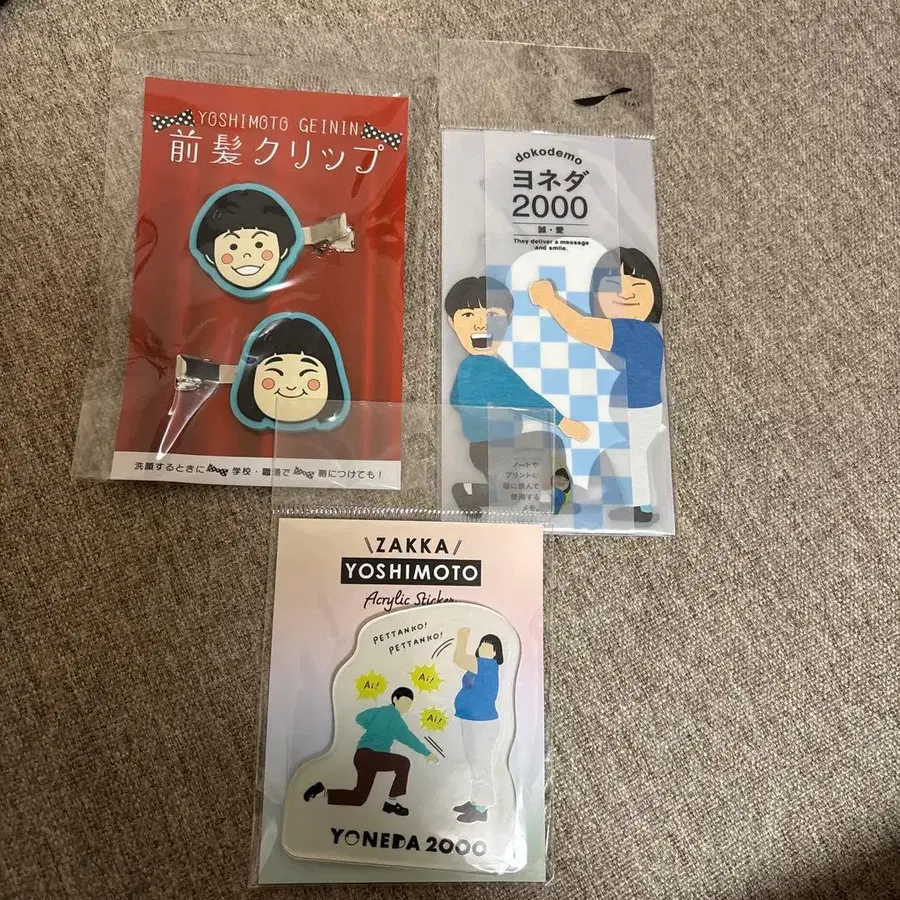 YOSHIMOTO GEININ
前髪クリップ
洗顔するときに 学校・職場で 鞄につけても!
dokodemo
ヨネダ
2000
誠・愛
They deliver a message
and smile.
ノートや
プリントに
挟んで
使用する
\ZAKKA/
YOSHIMOTO
Acrylic Sticker
PETTANKO!
PETTANKO!
Ai!
Ai!
Ai!
YONEDA 2000